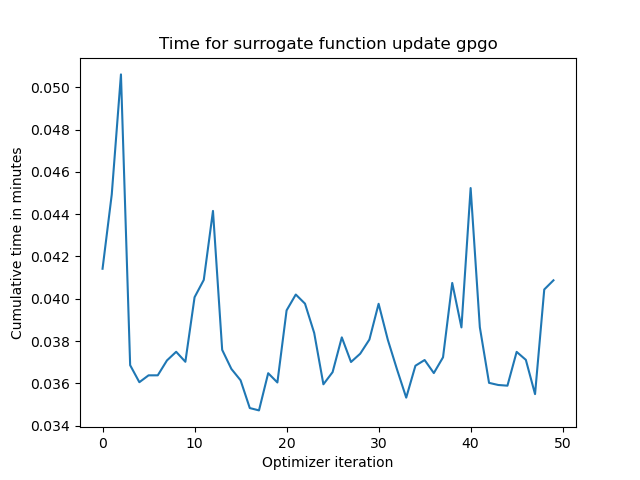 Time for surrogate function update gpgo
Cumulative time in minutes
0.050
0.048
0.046
0.044
0.042
0.040
0.038
0.036
0.034
0 10 20 30 40 50
Optimizer iteration